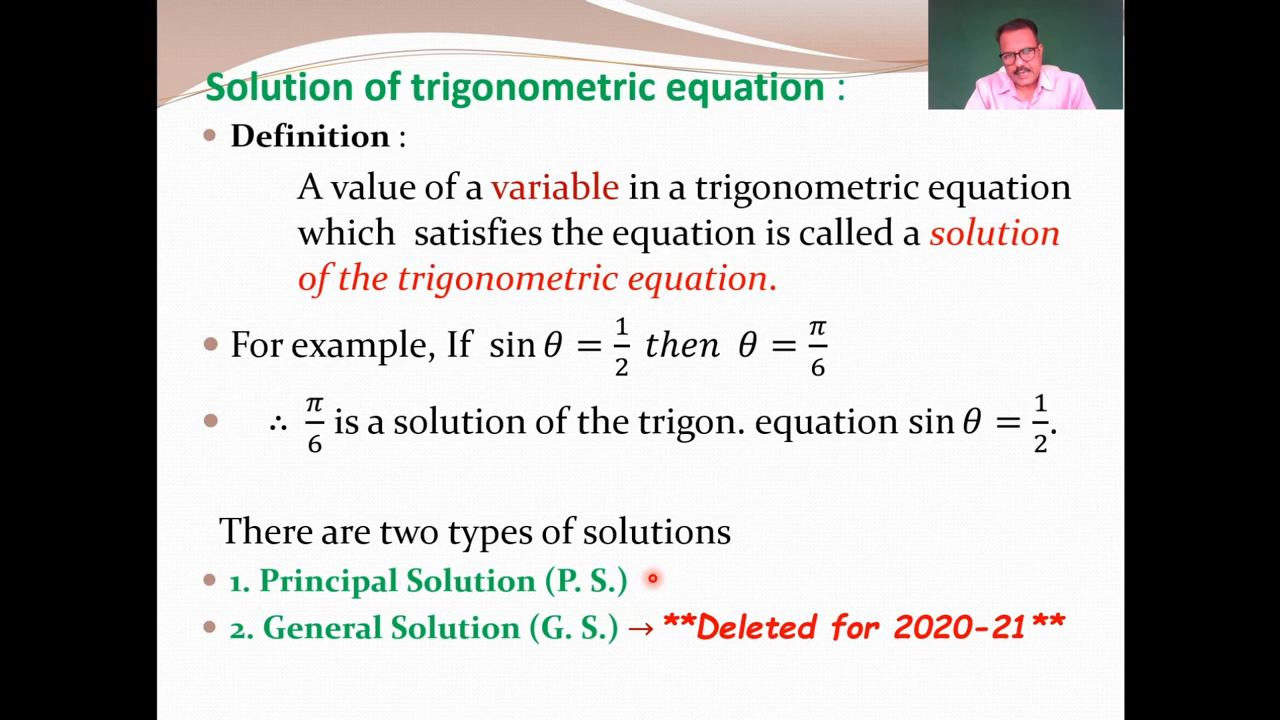 Solution of trigonometric equation :
• Definition :
A value of a variable in a trigonometric equation
which satisfies the equation is called a solution
of the trigonometric equation.
• For example, If sin θ = 1/2 then θ = π/6
• ∴ π/6 is a solution of the trigon. equation sin θ = 1/2.
There are two types of solutions
• 1. Principal Solution (P. S.)
• 2. General Solution (G. S.) → **Deleted for 2020-21**